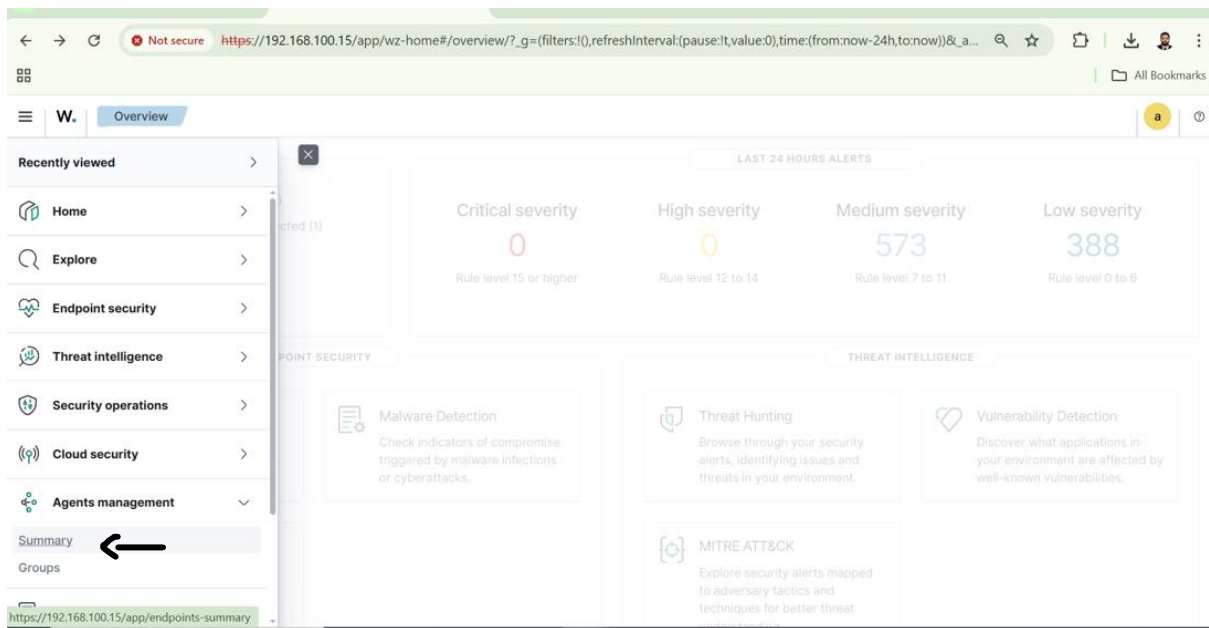 Not secure https://192.168.100.15/app/wz-home#/overview/?_g=(filters:!(),refreshInterval:(pause:!t,value:0),time:(from:now-24h,to:now))&_a...
All Bookmarks
W. Overview a
Recently viewed
Home
Explore
Endpoint security
Threat intelligence
Security operations
Cloud security
Agents management
Summary
Groups
https://192.168.100.15/app/endpoints-summary
(1)
LAST 24 HOURS ALERTS
Critical severity High severity Medium severity Low severity
0 0 573 388
Rule level 15 or higher Rule level 12 to 14 Rule level 7 to 11 Rule level 0 to 6
SECURITY
THREAT INTELLIGENCE
Malware Detection
Check indicators of compromise
triggered by malware infections
or cyberattacks.
Threat Hunting
Browse through your security
alerts, identifying issues and
threats in your environment.
Vulnerability Detection
Discover what applications in
your environment are affected by
well-known vulnerabilities.
MITRE ATT&CK
Explore security alerts mapped
to adversary tactics and
techniques for better threat
understanding.